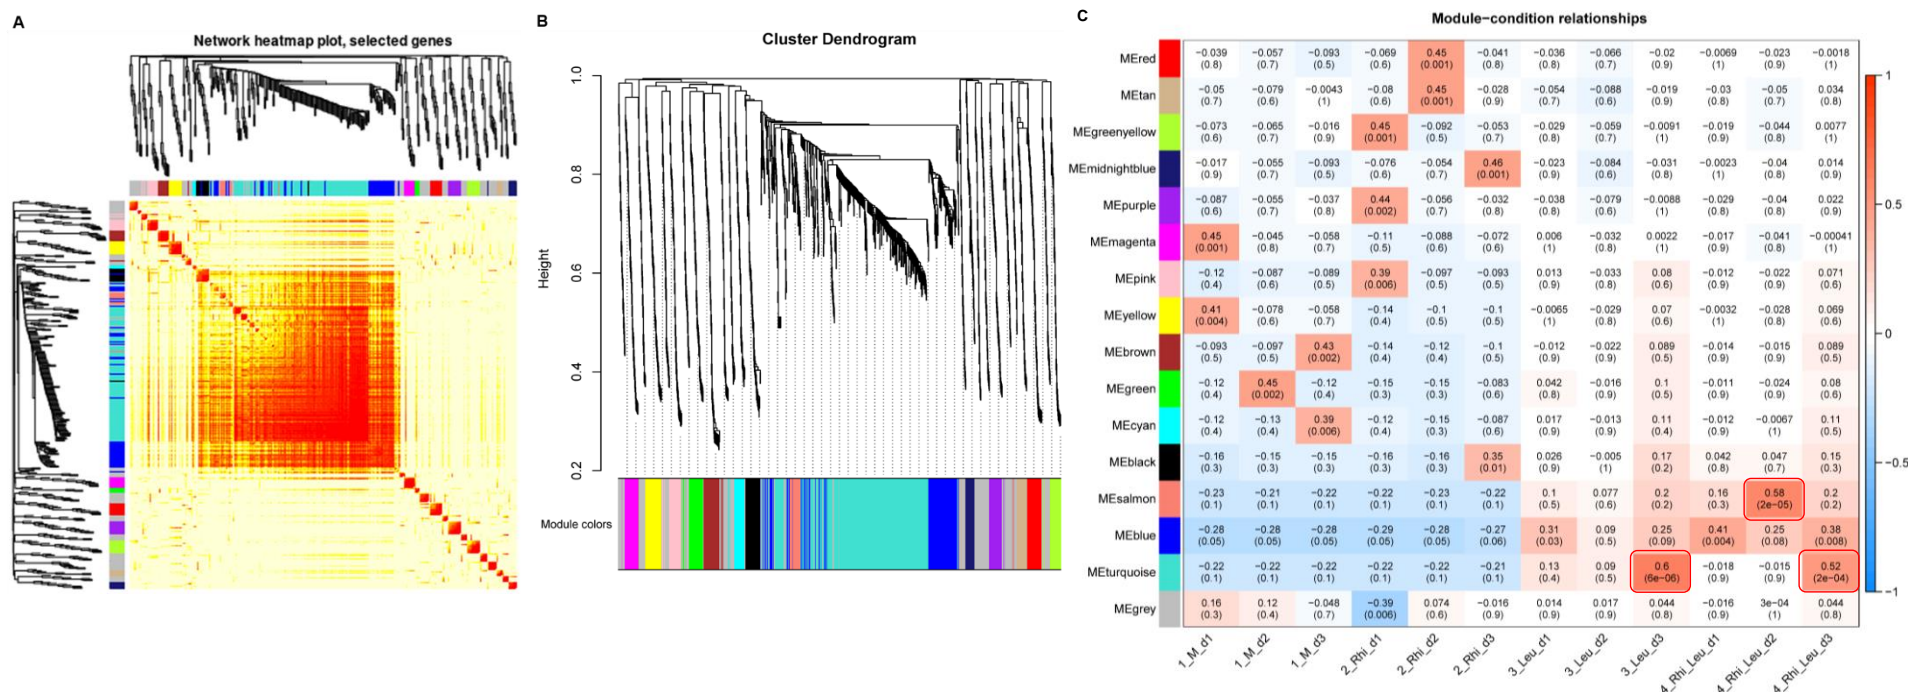 A
Network heatmap plot, selected genes
B
Cluster Dendrogram
Height
1.0
0.8
0.6
0.4
0.2
Module colors
C
Module−condition relationships
MEred −0.039 −0.057 −0.093 −0.069 0.45 −0.041 −0.036 −0.066 −0.02 −0.0069 −0.023 −0.0018
(0.8) (0.7) (0.5) (0.6) (0.001) (0.8) (0.8) (0.7) (0.9) (1) (0.9) (1)
MEtan −0.05 −0.079 −0.0043 −0.08 0.45 −0.028 −0.054 −0.088 −0.019 −0.03 −0.05 0.034
(0.7) (0.6) (1) (0.6) (0.001) (0.9) (0.7) (0.6) (0.9) (0.8) (0.7) (0.8)
MEgreenyellow −0.073 −0.065 −0.016 0.45 −0.092 −0.053 −0.029 −0.059 −0.0091 −0.019 −0.044 0.0077
(0.6) (0.7) (0.9) (0.001) (0.5) (0.7) (0.8) (0.7) (1) (0.9) (0.8) (1)
MEmidnightblue −0.017 −0.055 −0.093 −0.076 −0.054 0.46 −0.023 −0.084 −0.031 −0.0023 −0.04 0.014
(0.9) (0.7) (0.5) (0.6) (0.7) (0.001) (0.9) (0.6) (0.8) (1) (0.8) (0.9)
MEpurple −0.087 −0.055 −0.037 0.44 −0.056 −0.032 −0.038 −0.079 −0.0088 −0.029 −0.04 0.022
(0.6) (0.7) (0.8) (0.002) (0.7) (0.8) (0.8) (0.6) (1) (0.8) (0.8) (0.9)
MEmagenta 0.45 −0.045 −0.058 −0.11 −0.088 −0.072 0.006 −0.032 0.0022 −0.017 −0.041 −0.00041
(0.001) (0.8) (0.7) (0.5) (0.6) (0.6) (1) (0.8) (1) (0.9) (0.8) (1)
MEpink −0.12 −0.087 −0.089 0.39 −0.097 −0.093 0.013 −0.033 0.08 −0.012 −0.022 0.071
(0.4) (0.6) (0.5) (0.006) (0.5) (0.5) (0.9) (0.8) (0.6) (0.9) (0.9) (0.6)
MEyellow 0.41 −0.078 −0.058 −0.14 −0.1 −0.1 −0.0065 −0.029 0.07 −0.0032 −0.028 0.069
(0.004) (0.6) (0.7) (0.4) (0.5) (0.5) (1) (0.8) (0.6) (1) (0.8) (0.6)
MEbrown −0.093 −0.097 0.43 −0.14 −0.12 −0.1 −0.012 −0.022 0.089 −0.014 −0.015 0.089
(0.5) (0.5) (0.002) (0.4) (0.4) (0.5) (0.9) (0.9) (0.5) (0.9) (0.9) (0.5)
MEgreen −0.12 0.45 −0.12 −0.15 −0.15 −0.083 0.042 −0.016 0.1 −0.011 −0.024 0.08
(0.4) (0.002) (0.4) (0.3) (0.3) (0.6) (0.8) (0.9) (0.5) (0.9) (0.9) (0.6)
MEcyan −0.12 −0.13 0.39 −0.12 −0.15 −0.087 0.017 −0.013 0.11 −0.012 −0.0067 0.11
(0.4) (0.4) (0.006) (0.4) (0.3) (0.6) (0.9) (0.9) (0.4) (0.9) (1) (0.5)
MEblack −0.16 −0.15 −0.15 −0.16 −0.16 0.35 0.026 −0.005 0.17 0.042 0.047 0.15
(0.3) (0.3) (0.3) (0.3) (0.3) (0.01) (0.9) (1) (0.2) (0.8) (0.7) (0.3)
MEsalmon −0.23 −0.21 −0.22 −0.22 −0.23 −0.22 0.1 0.077 0.2 0.16 0.58 0.2
(0.1) (0.1) (0.1) (0.1) (0.1) (0.1) (0.5) (0.6) (0.2) (0.3) (2e−05) (0.2)
MEblue −0.28 −0.28 −0.28 −0.29 −0.28 −0.27 0.31 0.09 0.25 0.41 0.25 0.38
(0.05) (0.05) (0.05) (0.05) (0.05) (0.06) (0.03) (0.5) (0.09) (0.004) (0.08) (0.008)
MEturquoise −0.22 −0.22 −0.22 −0.22 −0.22 −0.21 0.13 0.09 0.6 −0.018 −0.015 0.52
(0.1) (0.1) (0.1) (0.1) (0.1) (0.1) (0.4) (0.5) (6e−06) (0.9) (0.9) (2e−04)
MEgrey 0.16 0.12 −0.048 −0.39 0.074 −0.016 0.014 0.017 0.044 −0.016 3e−04 0.044
(0.3) (0.4) (0.7) (0.006) (0.6) (0.9) (0.9) (0.9) (0.8) (0.9) (1) (0.8)
1_M_d1 1_M_d2 1_M_d3 2_Rhi_d1 2_Rhi_d2 2_Rhi_d3 3_Leu_d1 3_Leu_d2 3_Leu_d3 4_Rhi_Leu_d1 4_Rhi_Leu_d2 4_Rhi_Leu_d3
1
0.5
0
−0.5
−1